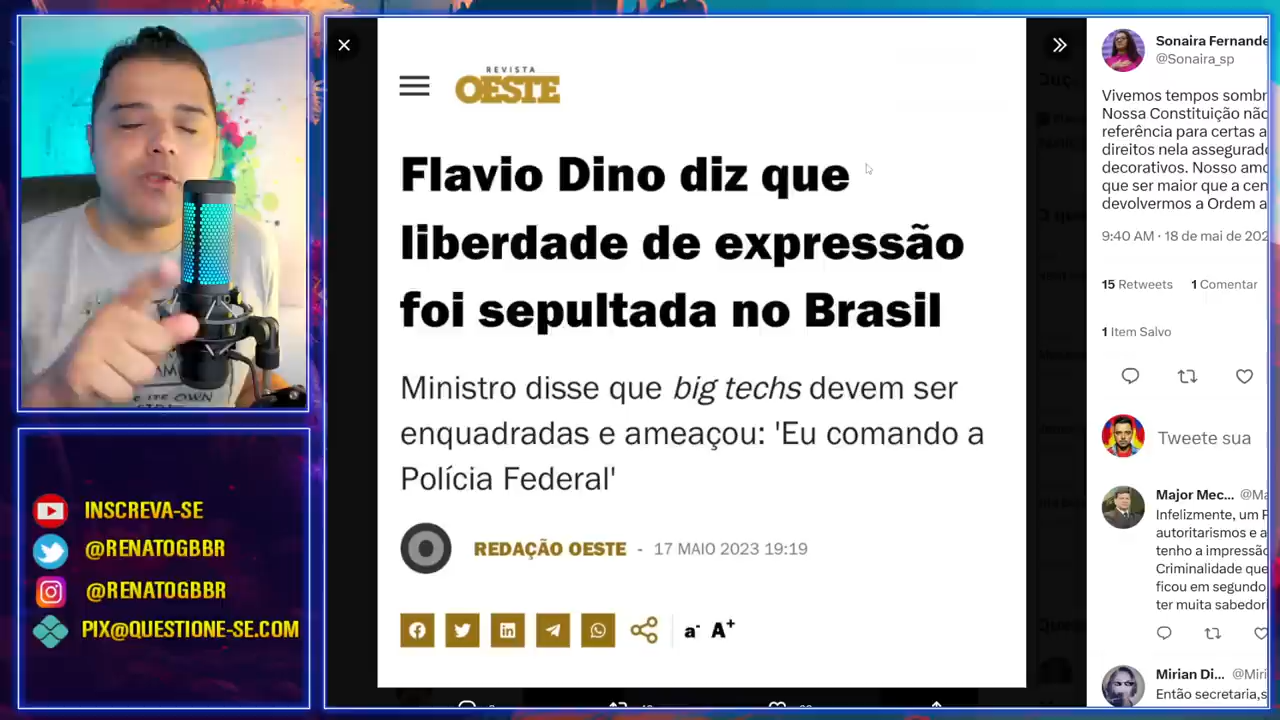 REVISTA
OESTE
Flavio Dino diz que
liberdade de expressão
foi sepultada no Brasil
Ministro disse que big techs devem ser
enquadradas e ameaçou: 'Eu comando a
Polícia Federal'
REDAÇÃO OESTE - 17 MAIO 2023 19:19
a- A+
INSCREVA-SE
@RENATOGBBR
@RENATOGBBR
PIX@QUESTIONE-SE.COM
Sonaira Fernande
@Sonaira_sp
Vivemos tempos sombr
Nossa Constituição não
referência para certas a
direitos nela assegurado
decorativos. Nosso amo
que ser maior que a cen
devolvermos a Ordem a
9:40 AM · 18 de mai de 202
15 Retweets 1 Comentar
1 Item Salvo
Tweete sua
Major Mec... @Ma
Infelizmente, um F
autoritarismos e a
tenho a impressão
Criminalidade que
ficou em segundo
ter muita sabedor
Mirian Di... @Miri
Então secretaria,s